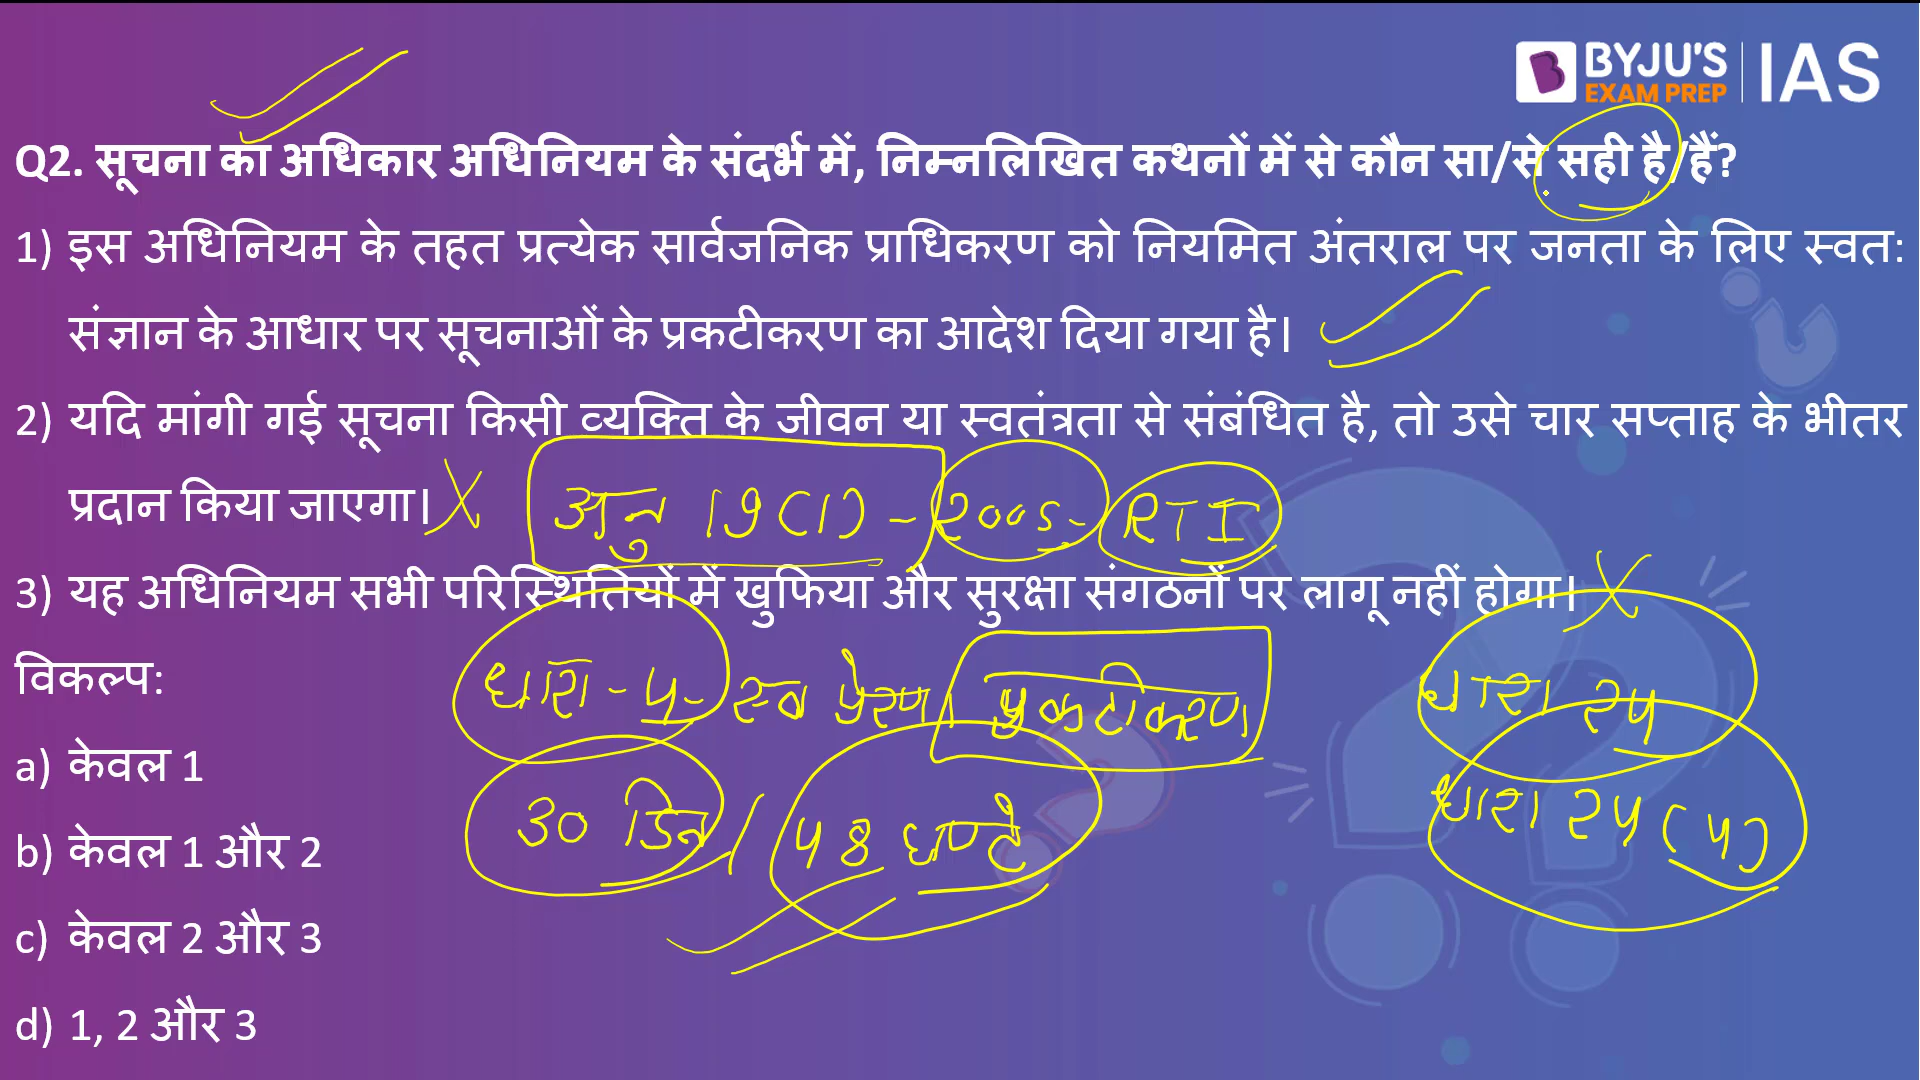 BYJU'S
EXAM PREP
IAS
Q2. सूचना का अधिकार अधिनियम के संदर्भ में, निम्नलिखित कथनों में से कौन सा/से सही है/हैं?
1) इस अधिनियम के तहत प्रत्येक सार्वजनिक प्राधिकरण को नियमित अंतराल पर जनता के लिए स्वत:
संज्ञान के आधार पर सूचनाओं के प्रकटीकरण का आदेश दिया गया है।
2) यदि मांगी गई सूचना किसी व्यक्ति के जीवन या स्वतंत्रता से संबंधित है, तो उसे चार सप्ताह के भीतर
प्रदान किया जाएगा।
अनु 19(1) - 2005 - RTI
3) यह अधिनियम सभी परिस्थितियों में खुफिया और सुरक्षा संगठनों पर लागू नहीं होगा।
विकल्प:
धारा - 4 - स्व प्रेरणा प्रकटीकरण
धारा 24
a) केवल 1
30 दिन / 48 घण्टे
धारा 24 (4)
b) केवल 1 और 2
c) केवल 2 और 3
d) 1, 2 और 3